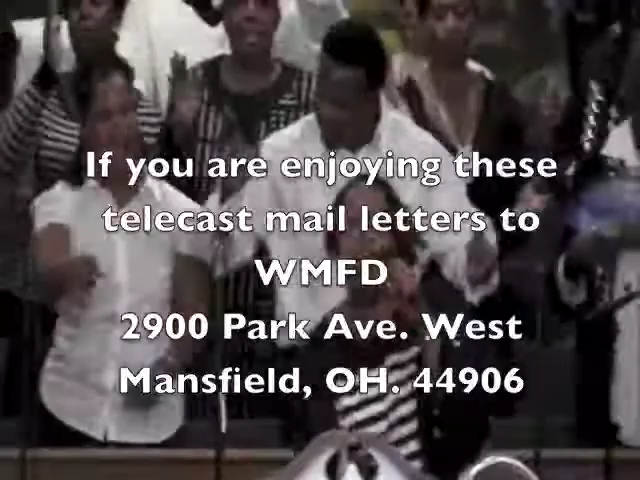 If you are enjoying these
telecast mail letters to
WMFD
2900 Park Ave. West
Mansfield, OH. 44906